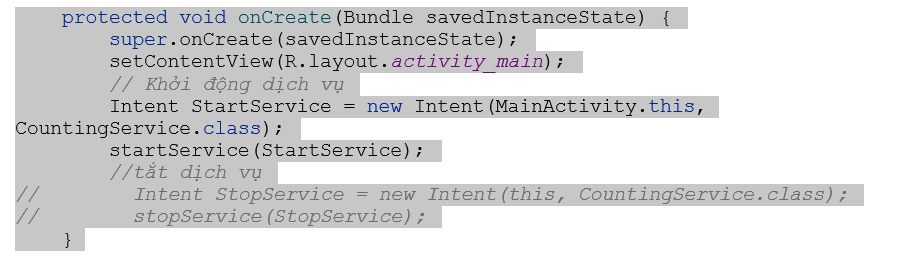 protected void onCreate(Bundle savedInstanceState) {
super.onCreate(savedInstanceState);
setContentView(R.layout.activity_main);
// Khởi động dịch vụ
Intent StartService = new Intent(MainActivity.this,
CountingService.class);
startService(StartService);
//tắt dịch vụ
// Intent StopService = new Intent(this, CountingService.class);
// stopService(StopService);
}